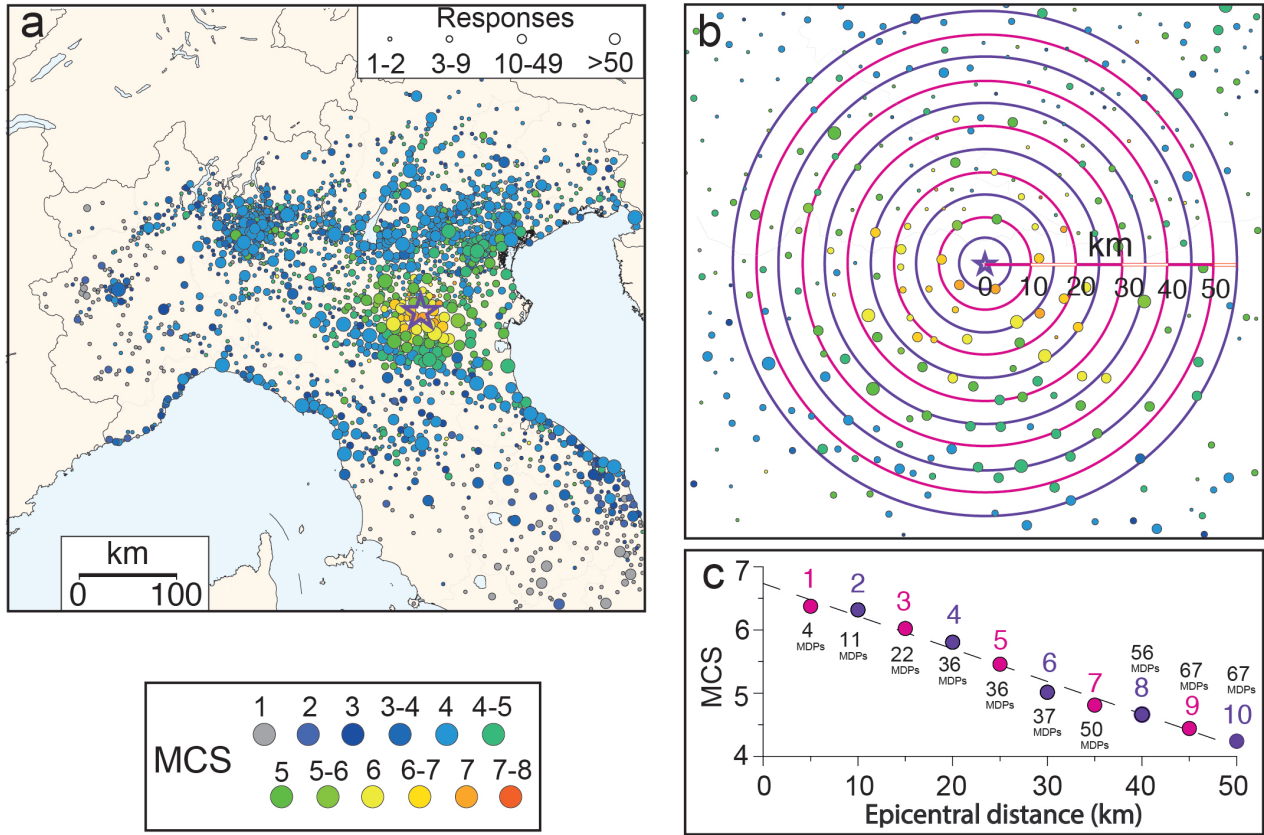 a
Responses
1-2 3-9 10-49 >50
km
0 100
MCS
1 2 3 3-4 4 4-5
5 5-6 6 6-7 7 7-8
b
km
0 10 20 30 40 50
c
7
6
5
4
MCS
1 2 3 4 5 6 7 8 9 10
4 MDPs
11 MDPs
22 MDPs
36 MDPs
36 MDPs
37 MDPs
50 MDPs
56 MDPs
67 MDPs
67 MDPs
0 10 20 30 40 50
Epicentral distance (km)